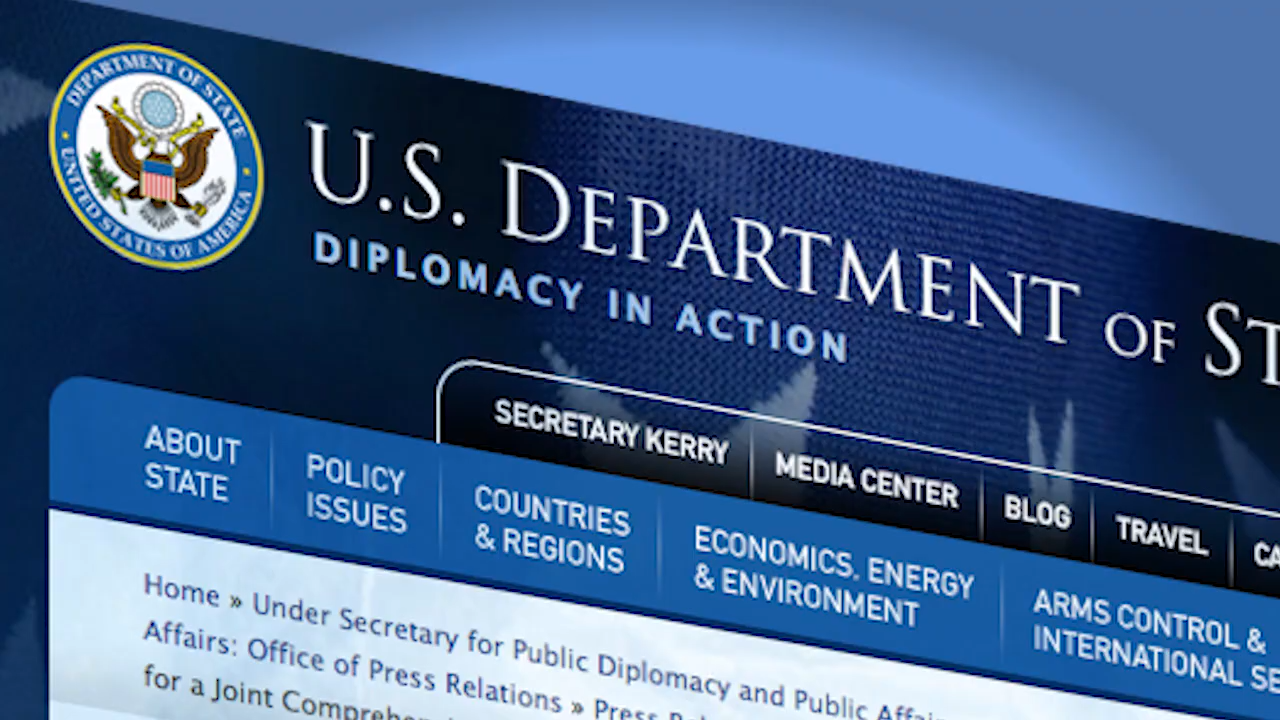 DEPARTMENT OF STATE
UNITED STATES OF AMERICA
U.S. DEPARTMENT OF
DIPLOMACY IN ACTION
SECRETARY KERRY
MEDIA CENTER
BLOG
TRAVEL
ABOUT
STATE
POLICY
ISSUES
COUNTRIES
& REGIONS
ECONOMICS, ENERGY
& ENVIRONMENT
ARMS CONTROL &
INTERNATIONAL
Home » Under Secretary for Public Diplomacy and Public
Affairs: Office of Press Relations » Press
for a Joint